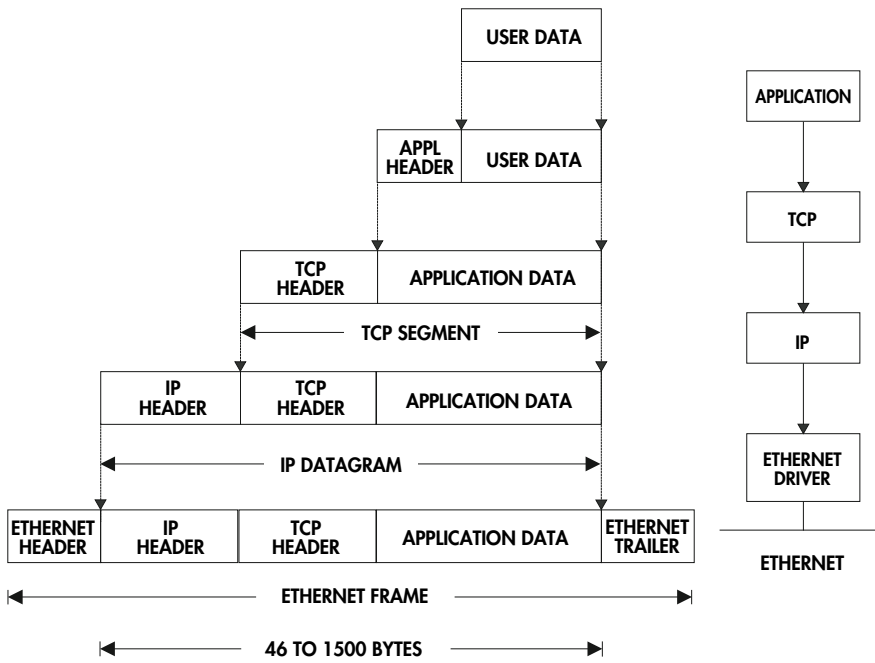 USER DATA
APPLICATION
APPL
HEADER
USER DATA
TCP
TCP
HEADER
APPLICATION DATA
TCP SEGMENT
IP
IP
HEADER
TCP
HEADER
APPLICATION DATA
IP DATAGRAM
ETHERNET
DRIVER
ETHERNET
HEADER
IP
HEADER
TCP
HEADER
APPLICATION DATA
ETHERNET
TRAILER
ETHERNET
ETHERNET FRAME
46 TO 1500 BYTES